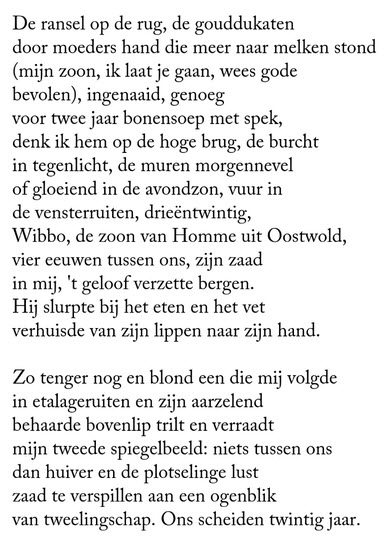 De ransel op de rug, de gouddukaten
door moeders hand die meer naar melken stond
(mijn zoon, ik laat je gaan, wees gode
bevolen), ingenaaid, genoeg
voor twee jaar bonensoep met spek,
denk ik hem op de hoge brug, de burcht
in tegenlicht, de muren morgennevel
of gloeiend in de avondzon, vuur in
de vensterruiten, drieëntwintig,
Wibbo, de zoon van Homme uit Oostwold,
vier eeuwen tussen ons, zijn zaad
in mij, 't geloof verzette bergen.
Hij slurpte bij het eten en het vet
verhuisde van zijn lippen naar zijn hand.

Zo tenger nog en blond een die mij volgde
in etalageruiten en zijn aarzelend
behaarde bovenlip trilt en verraadt
mijn tweede spiegelbeeld: niets tussen ons
dan huiver en de plotselinge lust
zaad te verspillen aan een ogenblik
van tweelingschap. Ons scheiden twintig jaar.